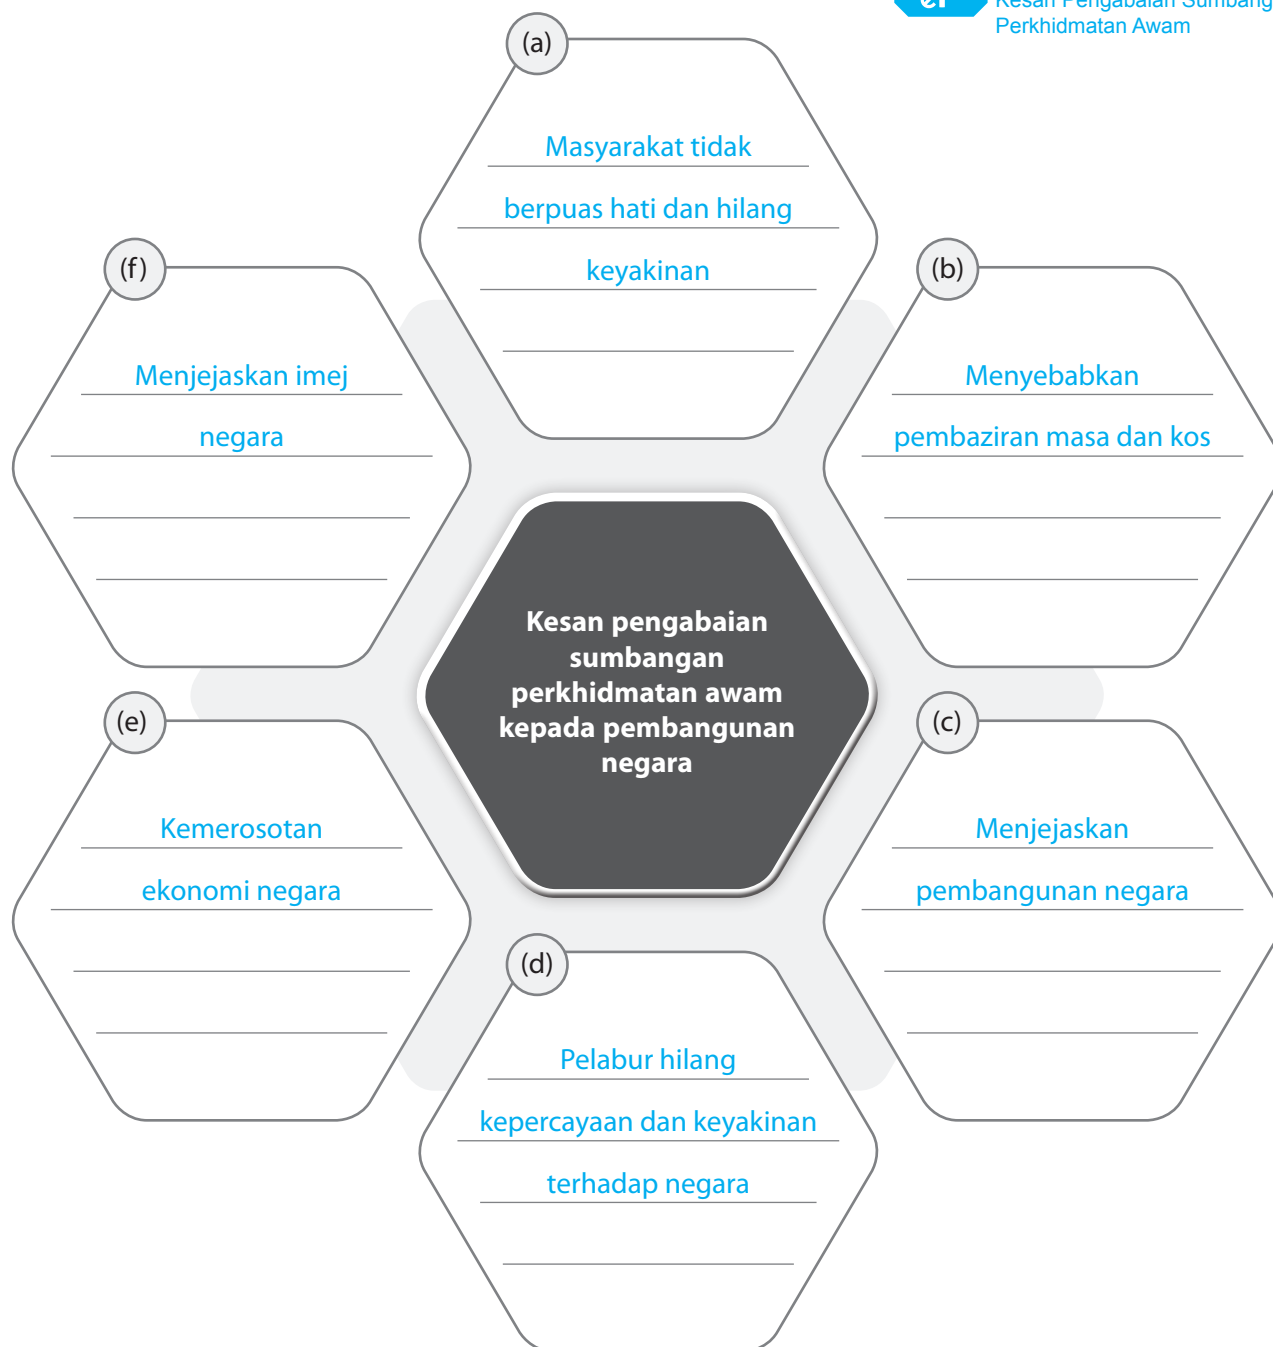 Kesan Pengabaian Sumbang
Perkhidmatan Awam
(a)
Masyarakat tidak
berpuas hati dan hilang
keyakinan
(b)
Menyebabkan
pembaziran masa dan kos
(c)
Menjejaskan
pembangunan negara
(d)
Pelabur hilang
kepercayaan dan keyakinan
terhadap negara
(e)
Kemerosotan
ekonomi negara
(f)
Menjejaskan imej
negara
Kesan pengabaian
sumbangan
perkhidmatan awam
kepada pembangunan
negara